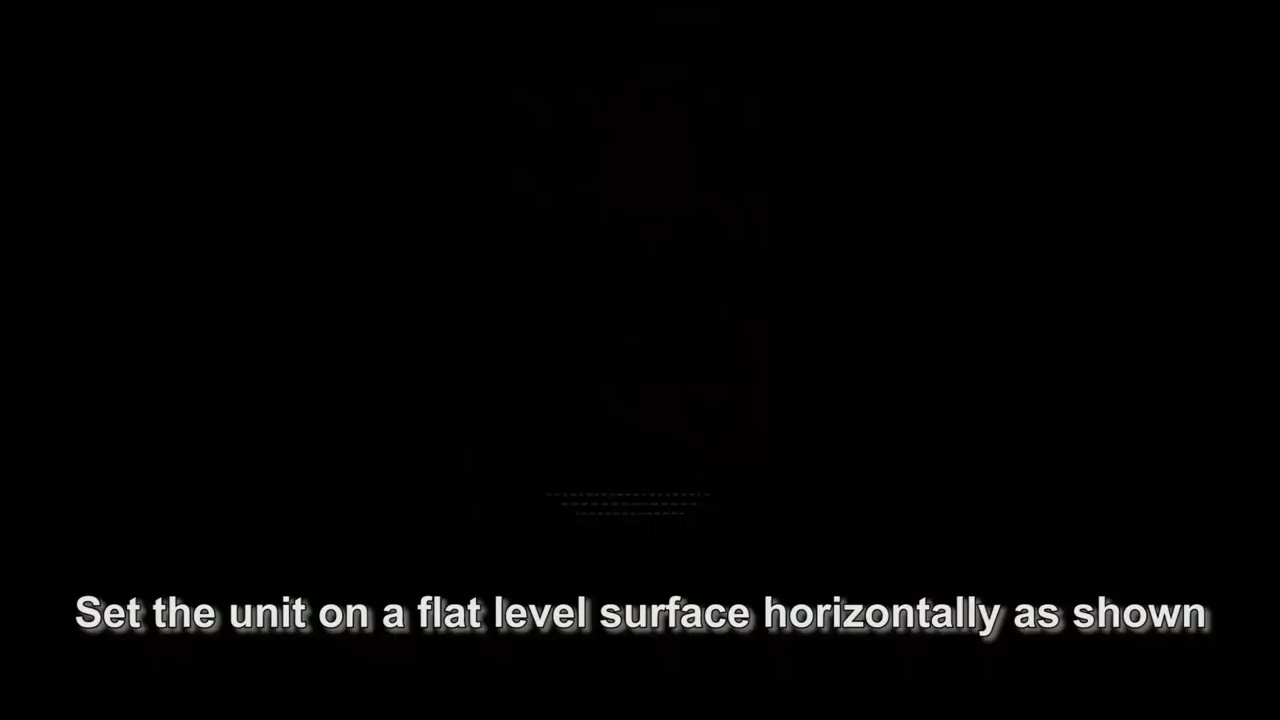 Set the unit on a flat level surface horizontally as shown